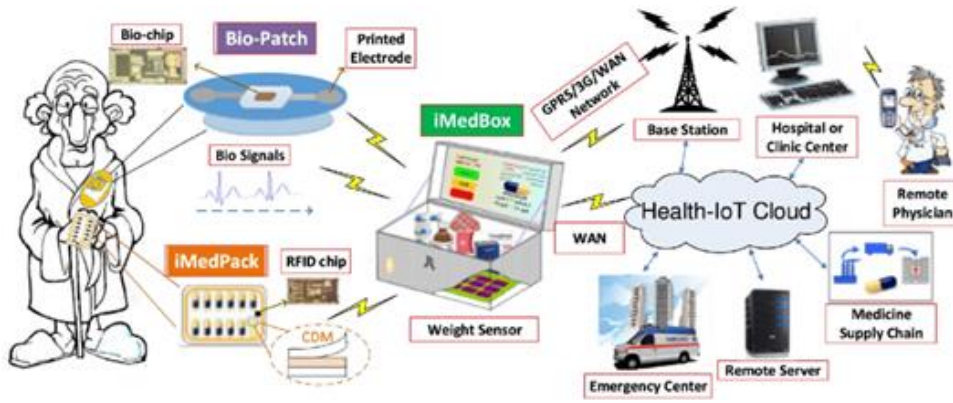 Bio-chip
Bio-Patch
Printed
Electrode
Bio Signals
iMedPack
RFID chip
CDM
iMedBox
Weight Sensor
WAN
GPRS/3G/WAN
Network
Base Station
Hospital or
Clinic Center
Remote
Physician
Health-IoT Cloud
Emergency Center
Remote Server
Medicine
Supply Chain